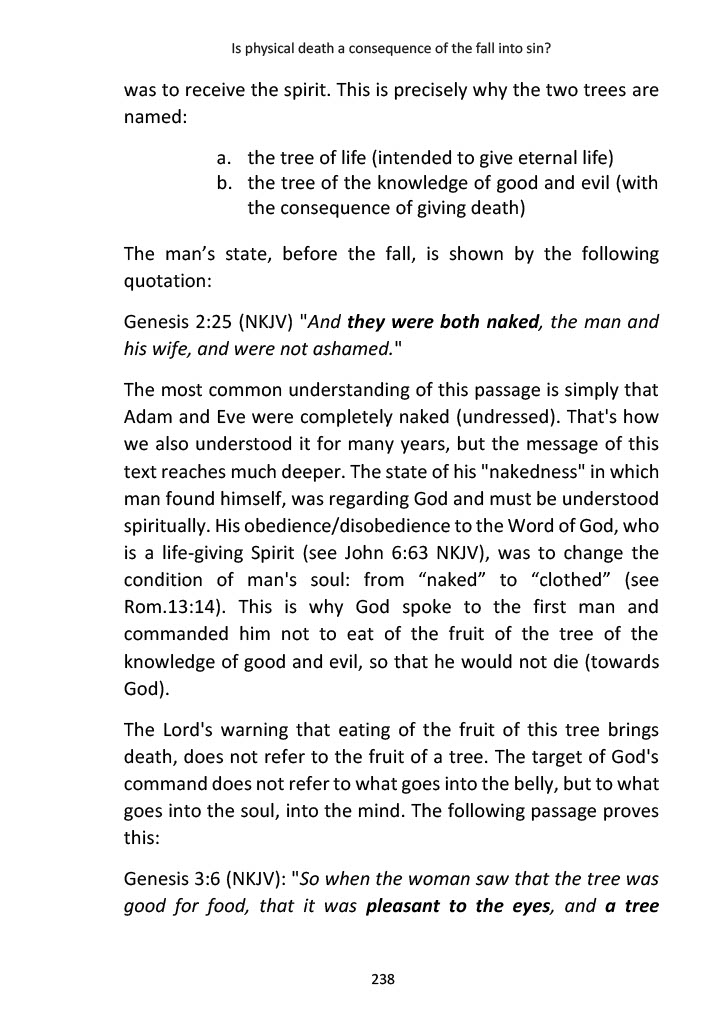 Is physical death a consequence of the fall into sin?
was to receive the spirit. This is precisely why the two trees are
named:
a. the tree of life (intended to give eternal life)
b. the tree of the knowledge of good and evil (with
the consequence of giving death)
The man’s state, before the fall, is shown by the following
quotation:
Genesis 2:25 (NKJV) "And they were both naked, the man and
his wife, and were not ashamed."
The most common understanding of this passage is simply that
Adam and Eve were completely naked (undressed). That's how
we also understood it for many years, but the message of this
text reaches much deeper. The state of his "nakedness" in which
man found himself, was regarding God and must be understood
spiritually. His obedience/disobedience to the Word of God, who
is a life-giving Spirit (see John 6:63 NKJV), was to change the
condition of man's soul: from “naked” to “clothed” (see
Rom.13:14). This is why God spoke to the first man and
commanded him not to eat of the fruit of the tree of the
knowledge of good and evil, so that he would not die (towards
God).
The Lord's warning that eating of the fruit of this tree brings
death, does not refer to the fruit of a tree. The target of God's
command does not refer to what goes into the belly, but to what
goes into the soul, into the mind. The following passage proves
this:
Genesis 3:6 (NKJV): "So when the woman saw that the tree was
good for food, that it was pleasant to the eyes, and a tree
238